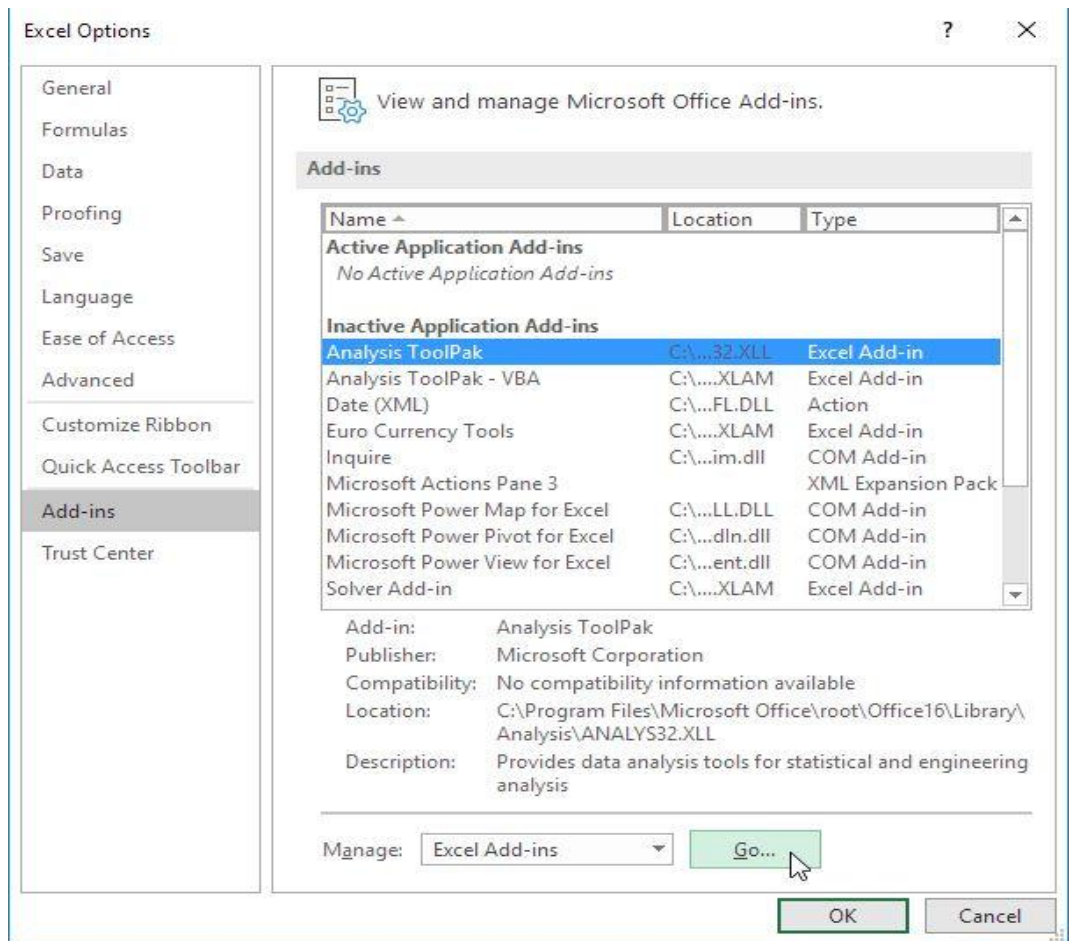 Excel Options
?
General
Formulas
Data
Proofing
Save
Language
Ease of Access
Advanced
Customize Ribbon
Quick Access Toolbar
Add-ins
Trust Center
View and manage Microsoft Office Add-ins.
Add-ins
Name Location Type
Active Application Add-ins
No Active Application Add-ins
Inactive Application Add-ins
Analysis ToolPak C:\...32.XLL Excel Add-in
Analysis ToolPak - VBA C:\....XLAM Excel Add-in
Date (XML) C:\...FL.DLL Action
Euro Currency Tools C:\....XLAM Excel Add-in
Inquire C:\...im.dll COM Add-in
Microsoft Actions Pane 3 XML Expansion Pack
Microsoft Power Map for Excel C:\...LL.DLL COM Add-in
Microsoft Power Pivot for Excel C:\...dln.dll COM Add-in
Microsoft Power View for Excel C:\...ent.dll COM Add-in
Solver Add-in C:\....XLAM Excel Add-in
Add-in: Analysis ToolPak
Publisher: Microsoft Corporation
Compatibility: No compatibility information available
Location: C:\Program Files\Microsoft Office\root\Office16\Library\
Analysis\ANALYS32.XLL
Description: Provides data analysis tools for statistical and engineering
analysis
Manage: Excel Add-ins Go...
OK Cancel